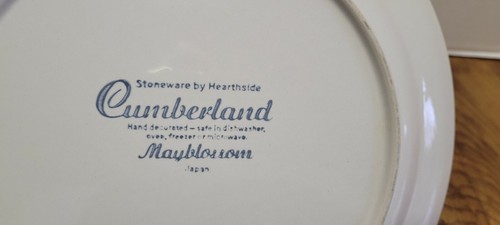 Stoneware by Hearthside
Cumberland
Hand decorated – safe in dishwasher,
oven, freezer or microwave.
Mayblossom
Japan